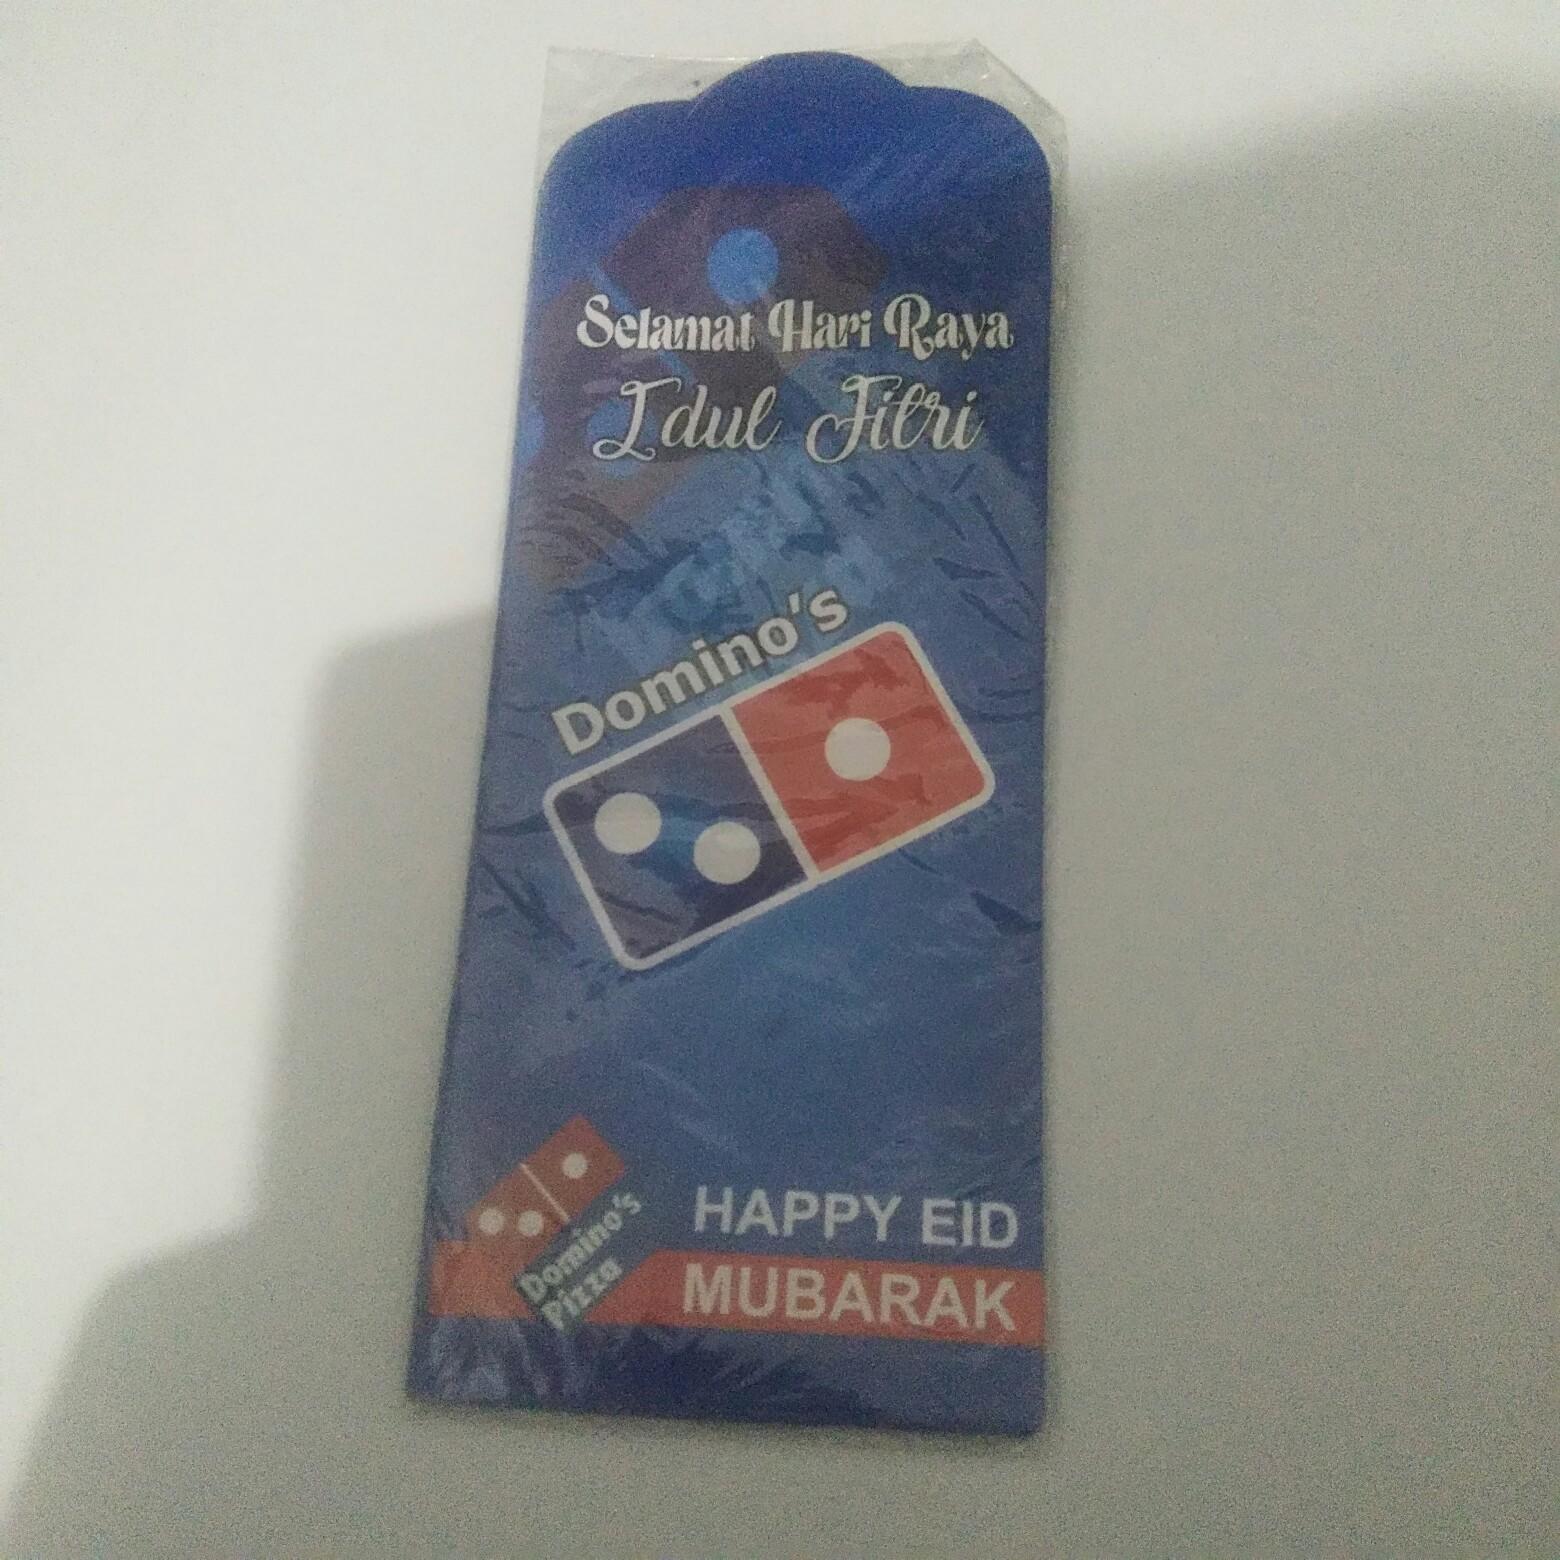 Selamat Hari Raya
Idul Fitri
Domino's
Domino's
Pizza
HAPPY EID
MUBARAK